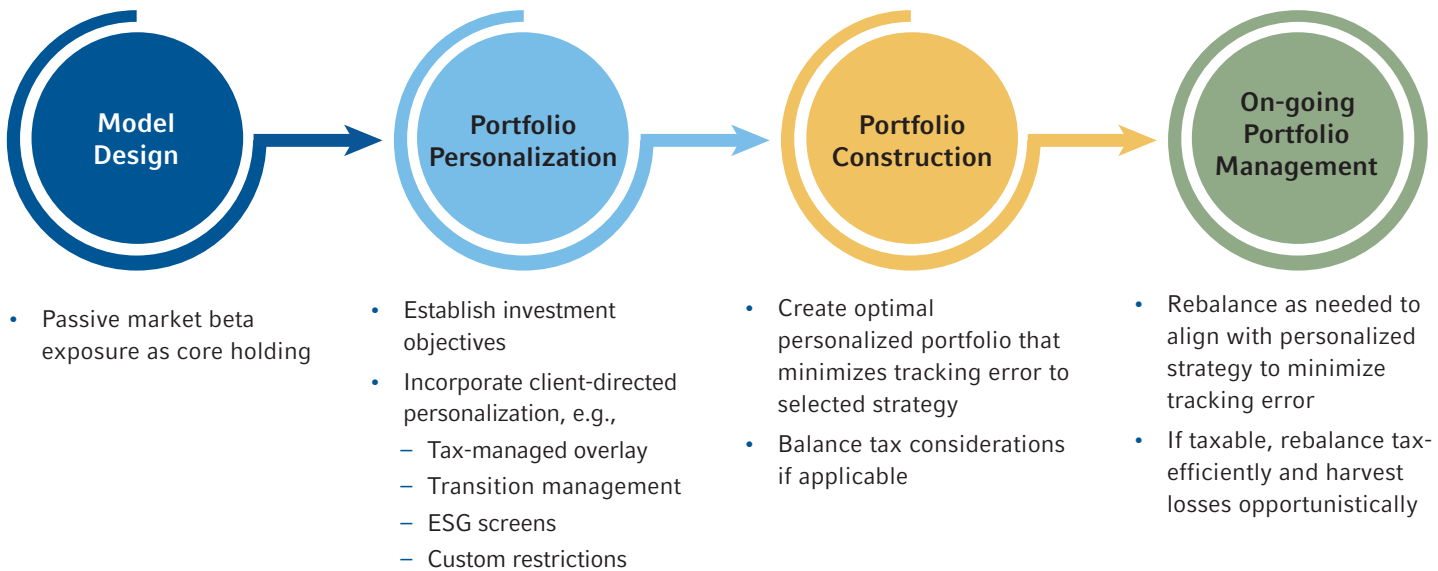 Model
Design
Portfolio
Personalization
Portfolio
Construction
On-going
Portfolio
Management
• Passive market beta
exposure as core holding
• Establish investment
objectives
• Incorporate client-directed
personalization, e.g.,
– Tax-managed overlay
– Transition management
– ESG screens
– Custom restrictions
• Create optimal
personalized portfolio that
minimizes tracking error to
selected strategy
• Balance tax considerations
if applicable
• Rebalance as needed to
align with personalized
strategy to minimize
tracking error
• If taxable, rebalance tax-
efficiently and harvest
losses opportunistically